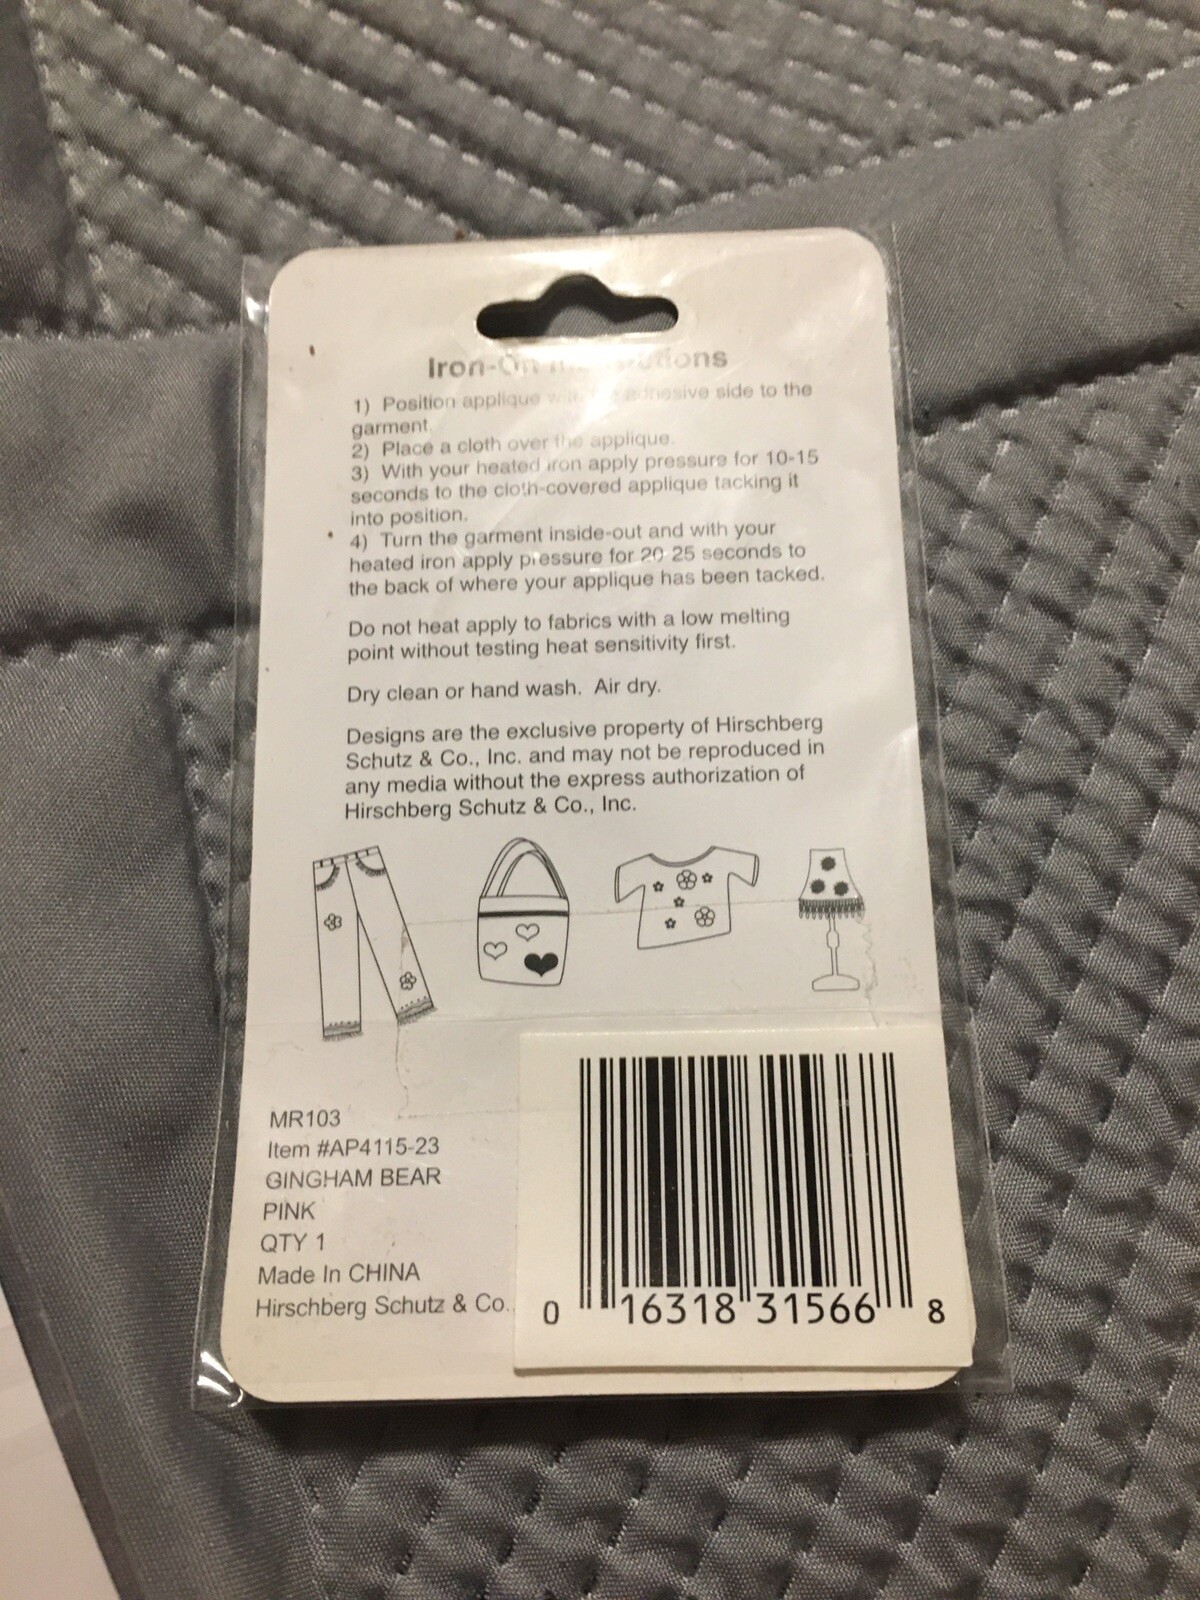 Iron-On Instructions
1) Position applique with the adhesive side to the
garment.
2) Place a cloth over the applique.
3) With your heated iron apply pressure for 10-15
seconds to the cloth-covered applique tacking it
into position.
4) Turn the garment inside-out and with your
heated iron apply pressure for 20-25 seconds to
the back of where your applique has been tacked.
Do not heat apply to fabrics with a low melting
point without testing heat sensitivity first.
Dry clean or hand wash. Air dry.
Designs are the exclusive property of Hirschberg
Schutz & Co., Inc. and may not be reproduced in
any media without the express authorization of
Hirschberg Schutz & Co., Inc.
MR103
Item #AP4115-23
GINGHAM BEAR
PINK
QTY 1
Made In CHINA
Hirschberg Schutz & Co.
0 16318 31566 8